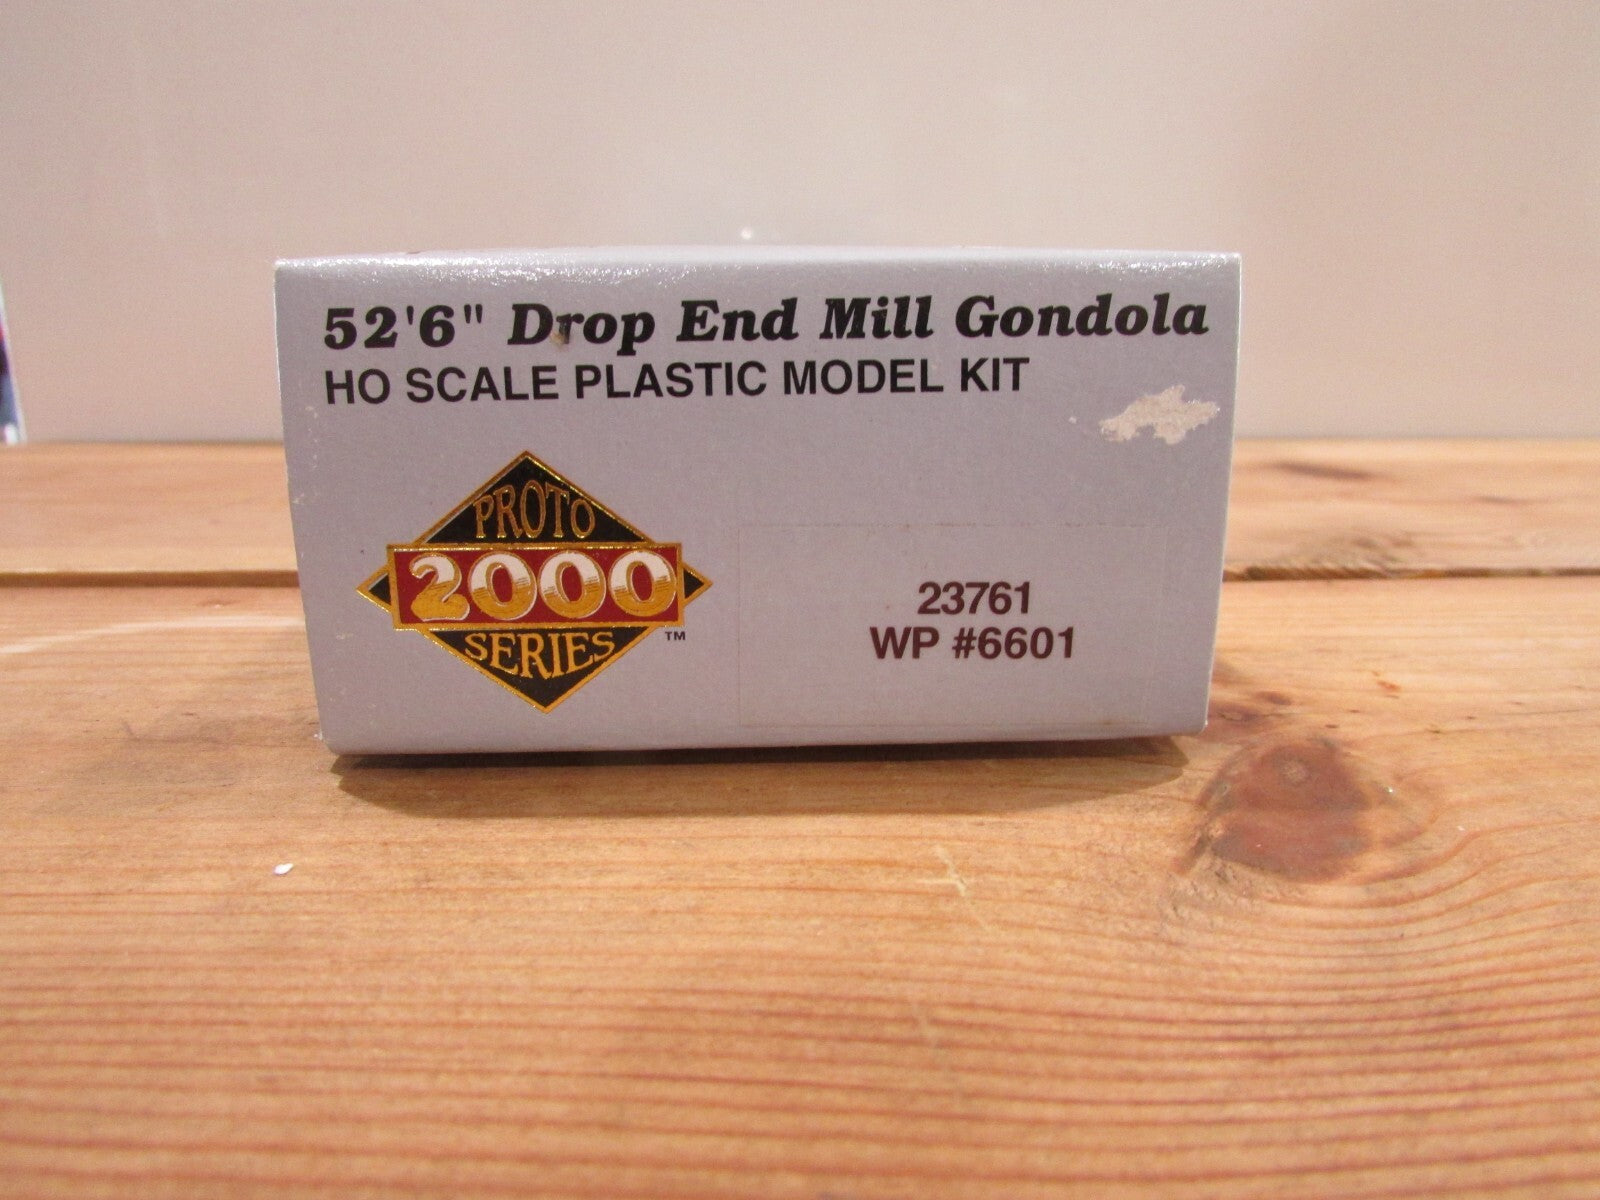 52'6" Drop End Mill Gondola
HO SCALE PLASTIC MODEL KIT
PROTO
2000
SERIES
TM
23761
WP #6601